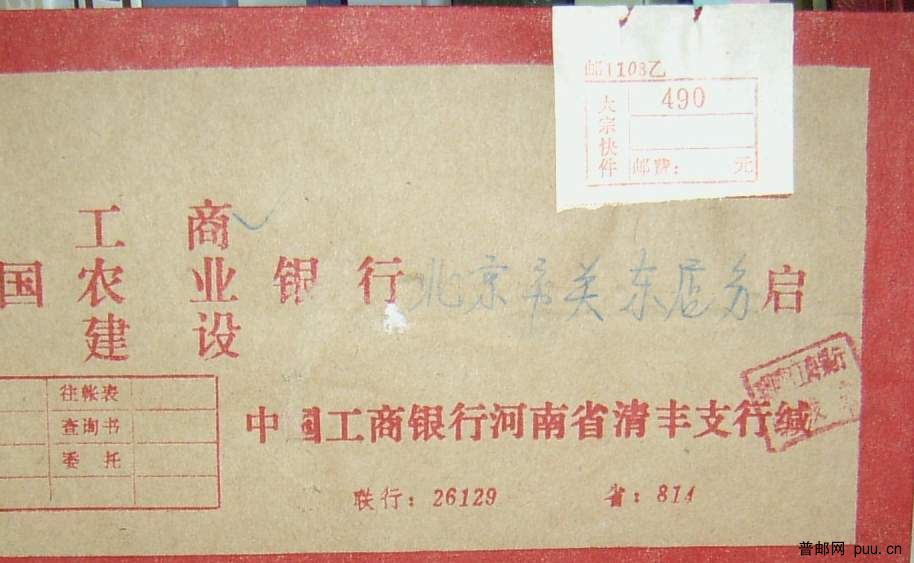 邮1103乙
490
大宗快件
邮费： 元
工 商
国 农 业 银 行 北京市关东店分 启
建 设
往帐表
查询书
委 托
中国工商银行河南省清丰支行缄
联行：26129 省：814
普邮网 puu.cn